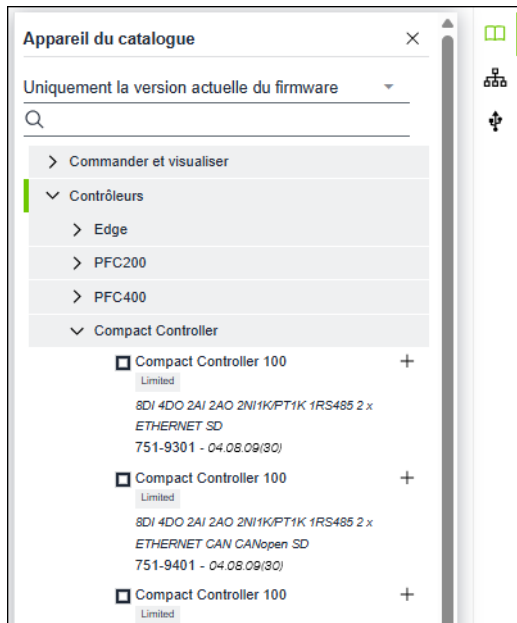 Appareil du catalogue
Uniquement la version actuelle du firmware
Commander et visualiser
Contrôleurs
Edge
PFC200
PFC400
Compact Controller
Compact Controller 100
Limited
8DI 4DO 2AI 2AO 2NI1K/PT1K 1RS485 2 x
ETHERNET SD
751-9301 - 04.08.09(30)
Compact Controller 100
Limited
8DI 4DO 2AI 2AO 2NI1K/PT1K 1RS485 2 x
ETHERNET CAN CANopen SD
751-9401 - 04.08.09(30)
Compact Controller 100
Limited